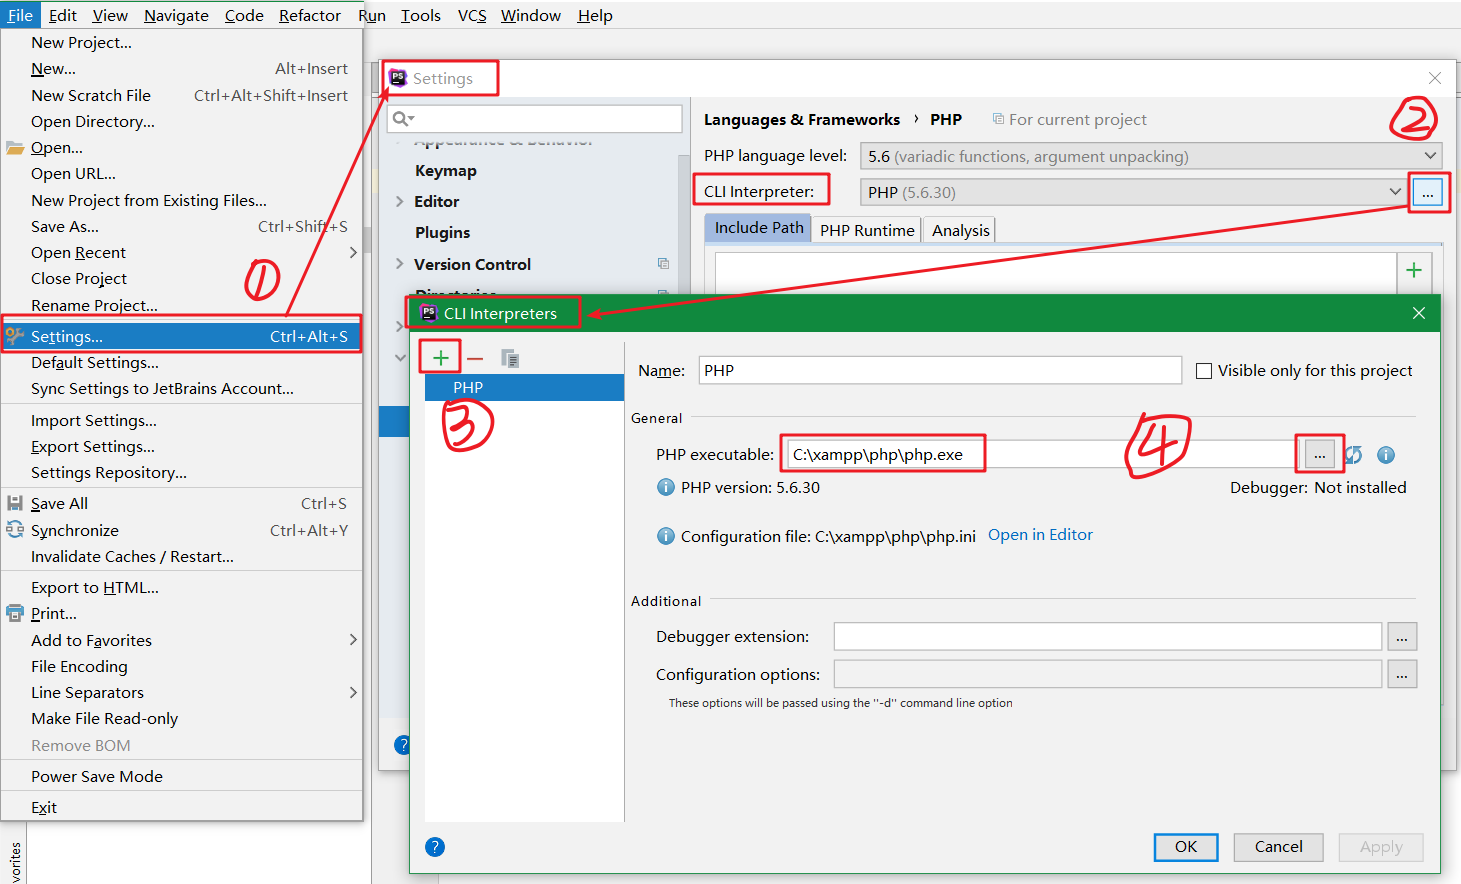 File Edit View Navigate Code Refactor Run Tools VCS Window Help
New Project...
New... Alt+Insert
New Scratch File Ctrl+Alt+Shift+Insert
Open Directory...
Open...
Open URL...
New Project from Existing Files...
Save As... Ctrl+Shift+S
Open Recent
Close Project
Rename Project...
Settings... Ctrl+Alt+S
Default Settings...
Sync Settings to JetBrains Account...
Import Settings...
Export Settings...
Settings Repository...
Save All Ctrl+S
Synchronize Ctrl+Alt+Y
Invalidate Caches / Restart...
Export to HTML...
Print...
Add to Favorites
File Encoding
Line Separators
Make File Read-only
Remove BOM
Power Save Mode
Exit
vorites
①
PS Settings
②
Appearance & Behavior
Keymap
Editor
Plugins
Version Control
Directories
Languages & Frameworks › PHP For current project
PHP language level: 5.6 (variadic functions, argument unpacking)
CLI Interpreter: PHP (5.6.30) ...
Include Path PHP Runtime Analysis
PS CLI Interpreters
PHP
③
Name: PHP Visible only for this project
General
④
PHP executable: C:\xampp\php\php.exe ...
PHP version: 5.6.30 Debugger: Not installed
Configuration file: C:\xampp\php\php.ini Open in Editor
Additional
Debugger extension: ...
Configuration options: ...
These options will be passed using the "-d" command line option
OK Cancel Apply